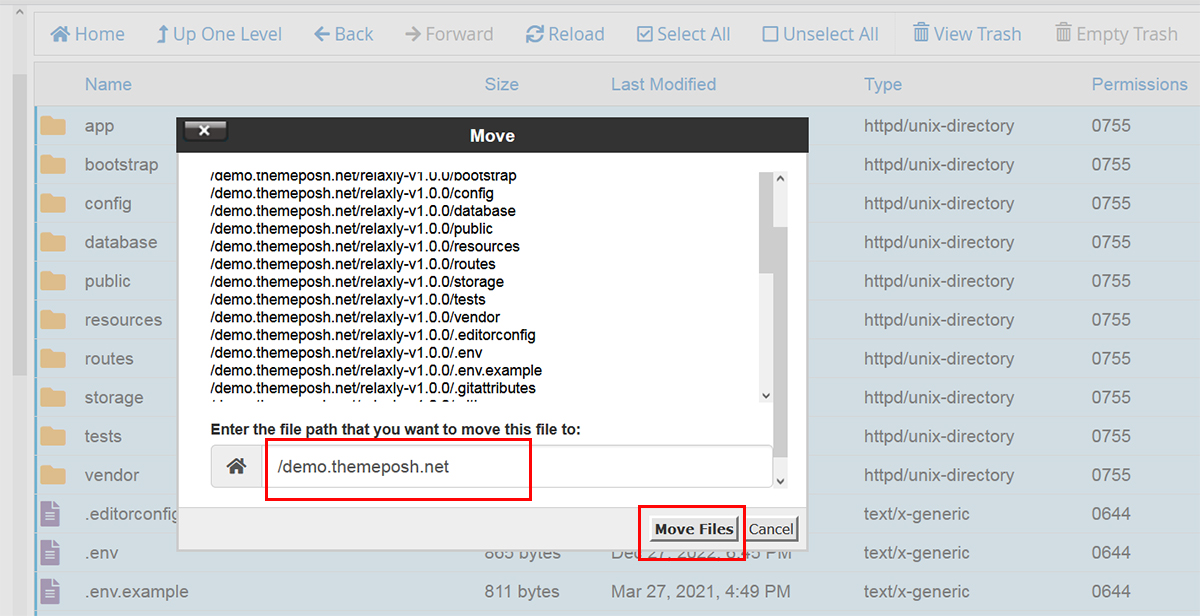 Home Up One Level Back Forward Reload Select All Unselect All View Trash Empty Trash
Name Size Last Modified Type Permissions
app httpd/unix-directory 0755
bootstrap httpd/unix-directory 0755
config httpd/unix-directory 0755
database httpd/unix-directory 0755
public httpd/unix-directory 0755
resources httpd/unix-directory 0755
routes httpd/unix-directory 0755
storage httpd/unix-directory 0755
tests httpd/unix-directory 0755
vendor httpd/unix-directory 0755
.editorconfig text/x-generic 0644
.env 865 bytes Dec 27, 2022, 6:45 PM text/x-generic 0644
.env.example 811 bytes Mar 27, 2021, 4:49 PM text/x-generic 0644
Move
/demo.themeposh.net/relaxly-v1.0.0/bootstrap
/demo.themeposh.net/relaxly-v1.0.0/config
/demo.themeposh.net/relaxly-v1.0.0/database
/demo.themeposh.net/relaxly-v1.0.0/public
/demo.themeposh.net/relaxly-v1.0.0/resources
/demo.themeposh.net/relaxly-v1.0.0/routes
/demo.themeposh.net/relaxly-v1.0.0/storage
/demo.themeposh.net/relaxly-v1.0.0/tests
/demo.themeposh.net/relaxly-v1.0.0/vendor
/demo.themeposh.net/relaxly-v1.0.0/.editorconfig
/demo.themeposh.net/relaxly-v1.0.0/.env
/demo.themeposh.net/relaxly-v1.0.0/.env.example
/demo.themeposh.net/relaxly-v1.0.0/.gitattributes
Enter the file path that you want to move this file to:
/demo.themeposh.net
Move Files Cancel